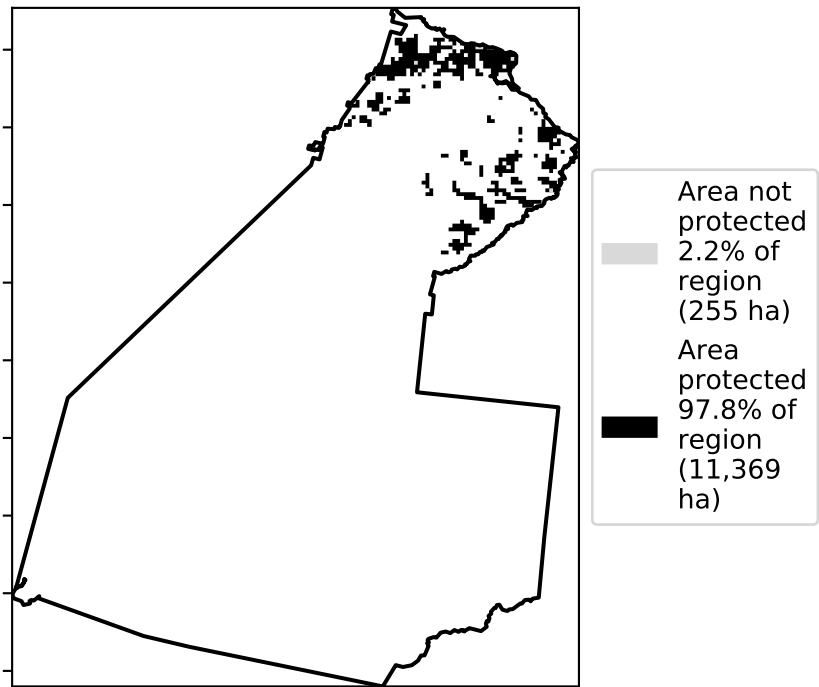 Area not
protected
2.2% of
region
(255 ha)
Area
protected
97.8% of
region
(11,369
ha)